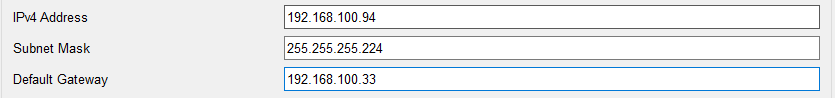 IPv4 Address 192.168.100.94
Subnet Mask 255.255.255.224
Default Gateway 192.168.100.33